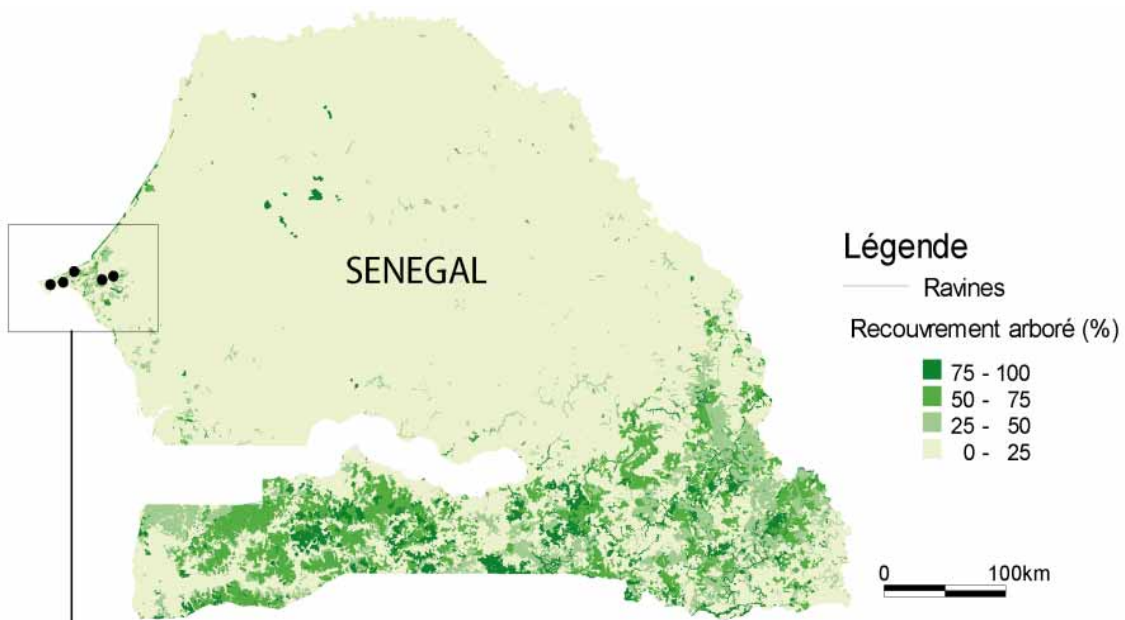 SENEGAL
Légende
Ravines
Recouvrement arboré (%)
75 - 100
50 - 75
25 - 50
0 - 25
0 100km